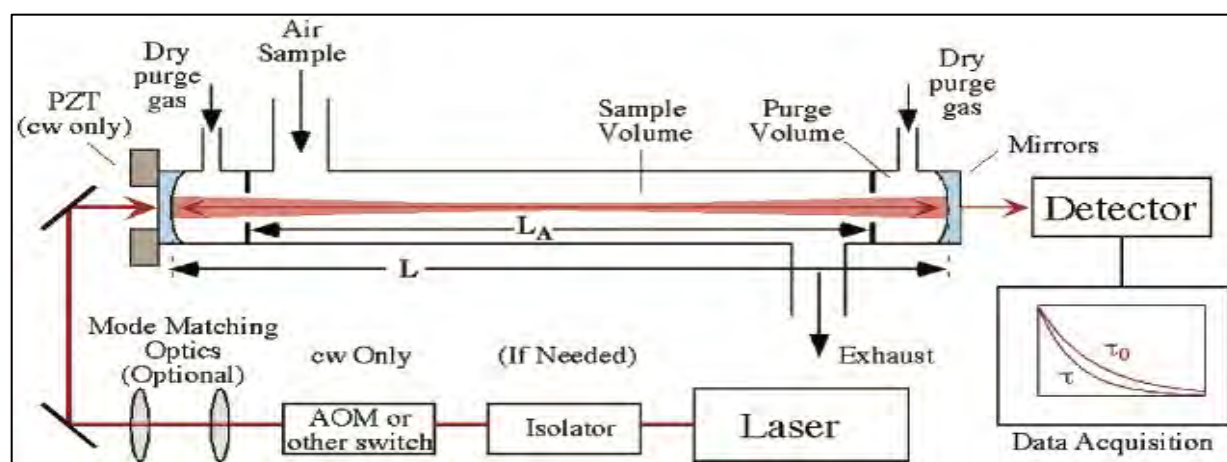 Air
Sample
Dry
purge
gas
Dry
purge
gas
PZT
(cw only)
Sample
Volume
Purge
Volume
Mirrors
Detector
L_A
L
Mode Matching
Optics
(Optional)
cw Only
(If Needed)
Exhaust
AOM or
other switch
Isolator
Laser
τ₀
τ
Data Acquisition